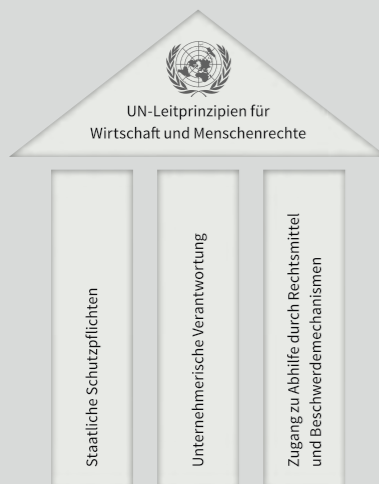 UN-Leitprinzipien für
Wirtschaft und Menschenrechte
Staatliche Schutzpflichten
Unternehmerische Verantwortung
Zugang zu Abhilfe durch Rechtsmittel
und Beschwerdemechanismen